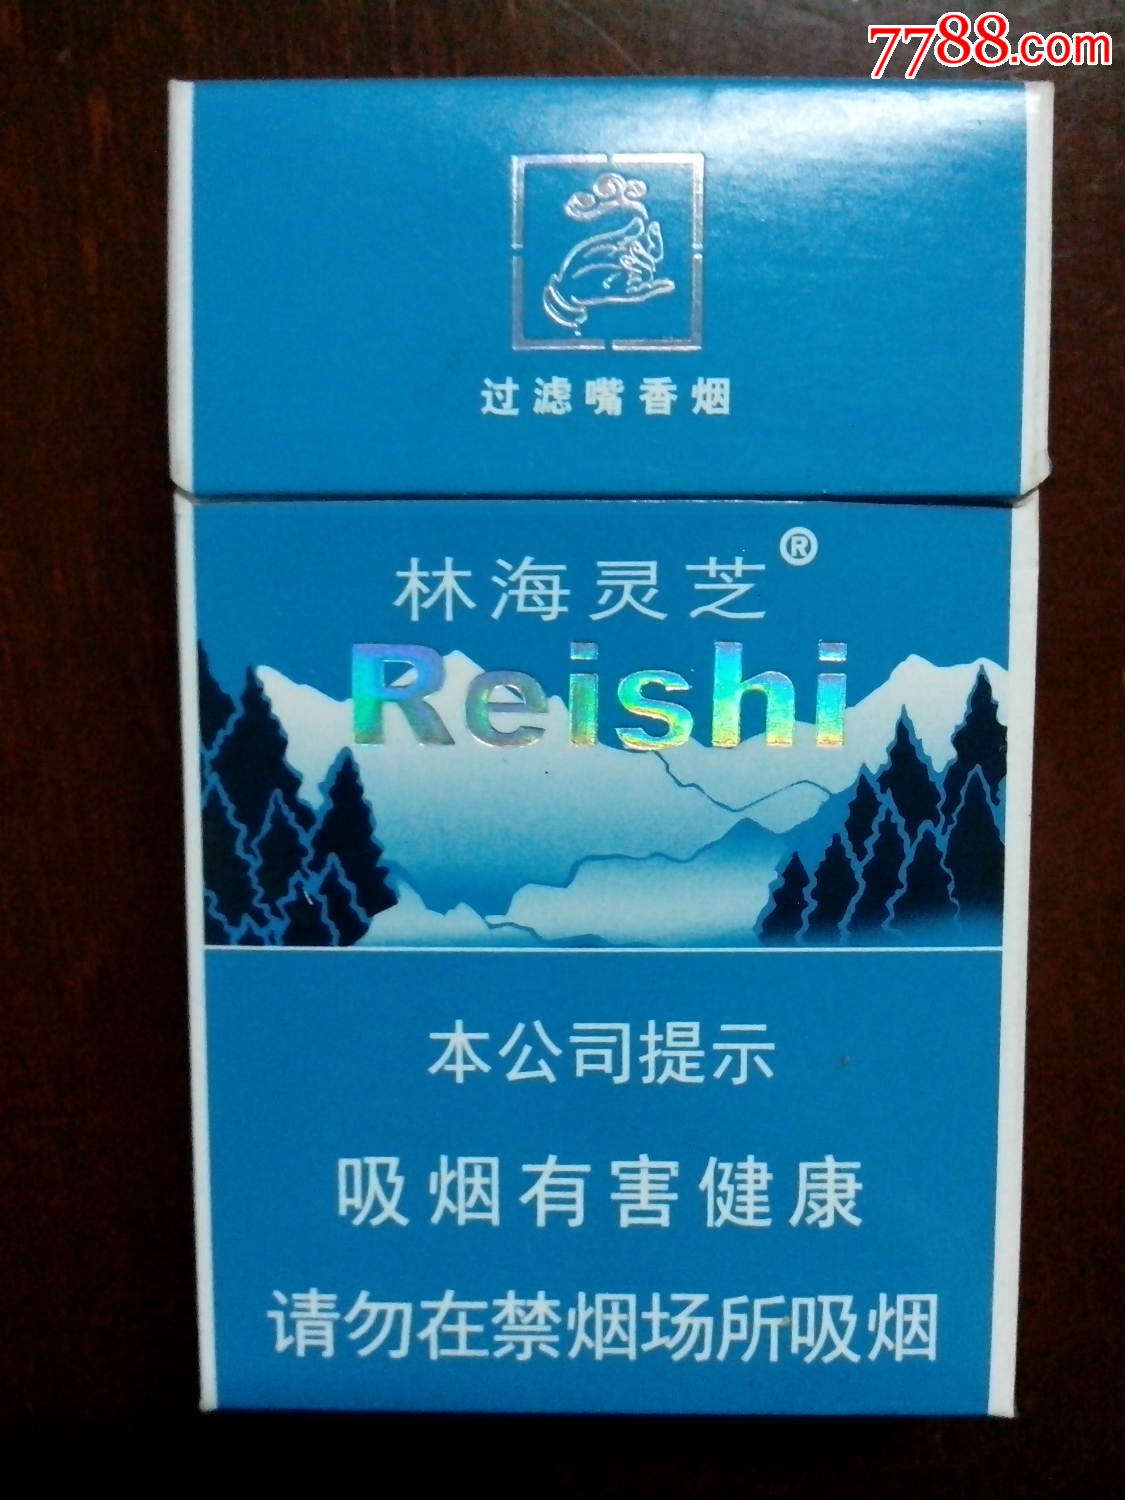 7788.com
过滤嘴香烟
林海灵芝®
Reishi
本公司提示
吸烟有害健康
请勿在禁烟场所吸烟